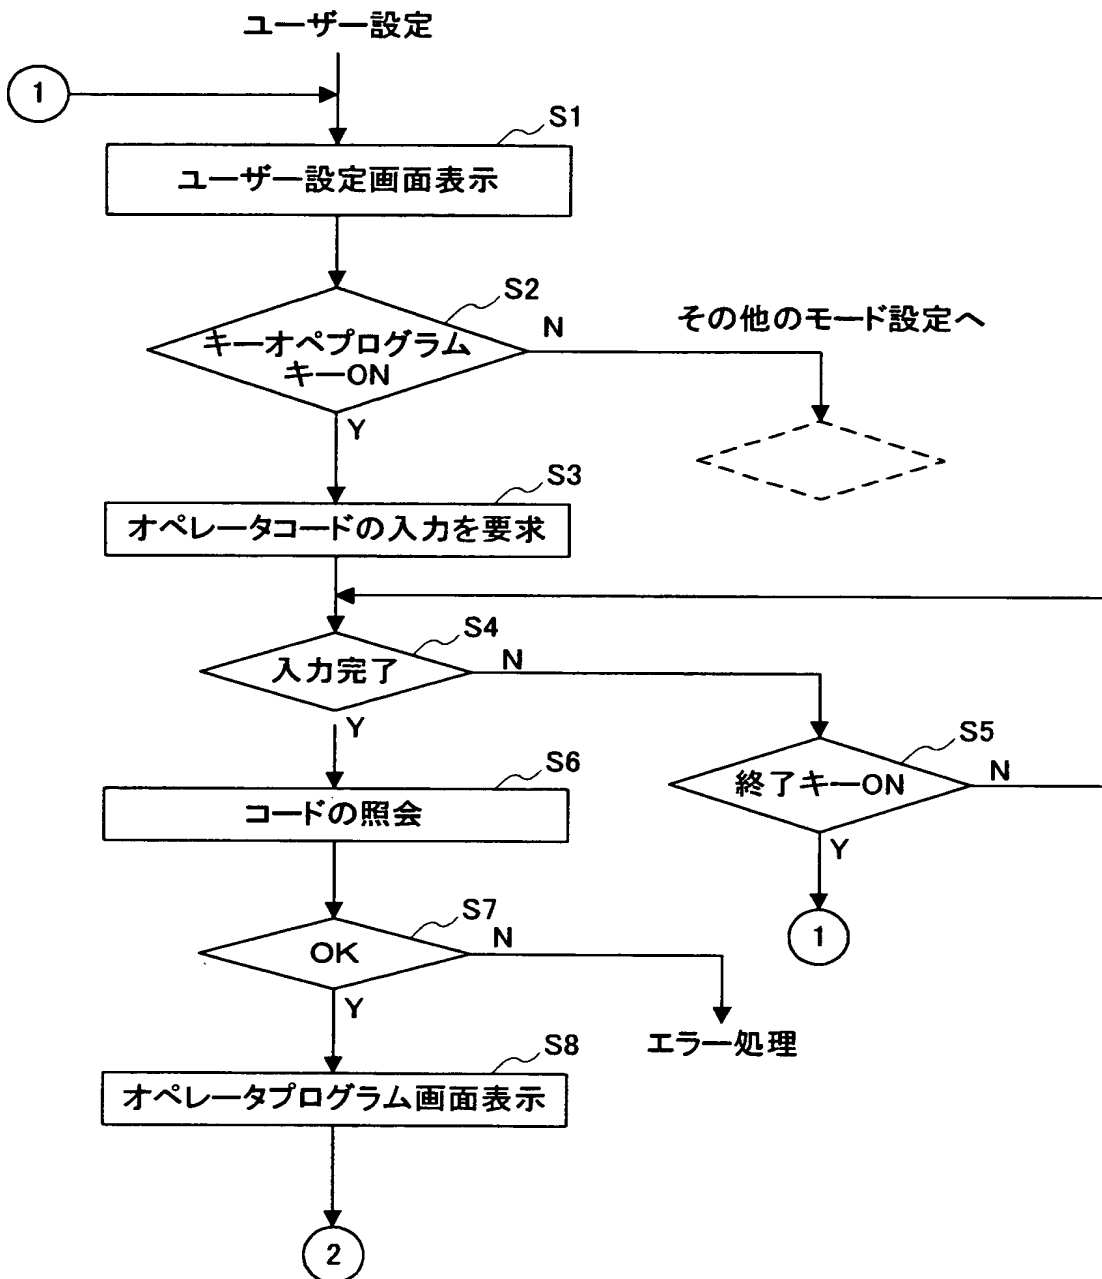 ユーザー設定
1
S1
ユーザー設定画面表示
S2
キーオペプログラム
キーON
N
その他のモード設定へ
Y
S3
オペレータコードの入力を要求
S4
入力完了
N
Y
S5
終了キーON
N
Y
1
S6
コードの照会
S7
OK
N
Y
エラー処理
S8
オペレータプログラム画面表示
2